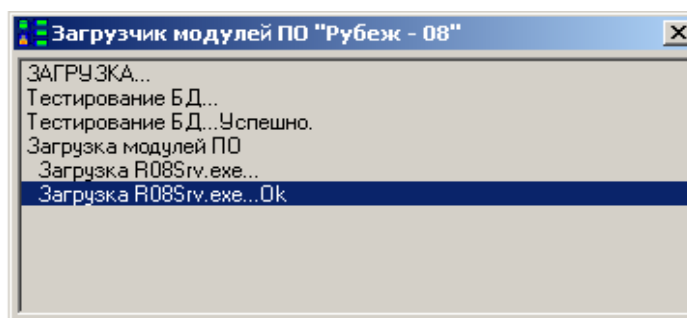 Загрузчик модулей ПО "Рубеж - 08"
ЗАГРУЗКА...
Тестирование БД...
Тестирование БД...Успешно.
Загрузка модулей ПО
Загрузка R08Srv.exe...
Загрузка R08Srv.exe...Ok